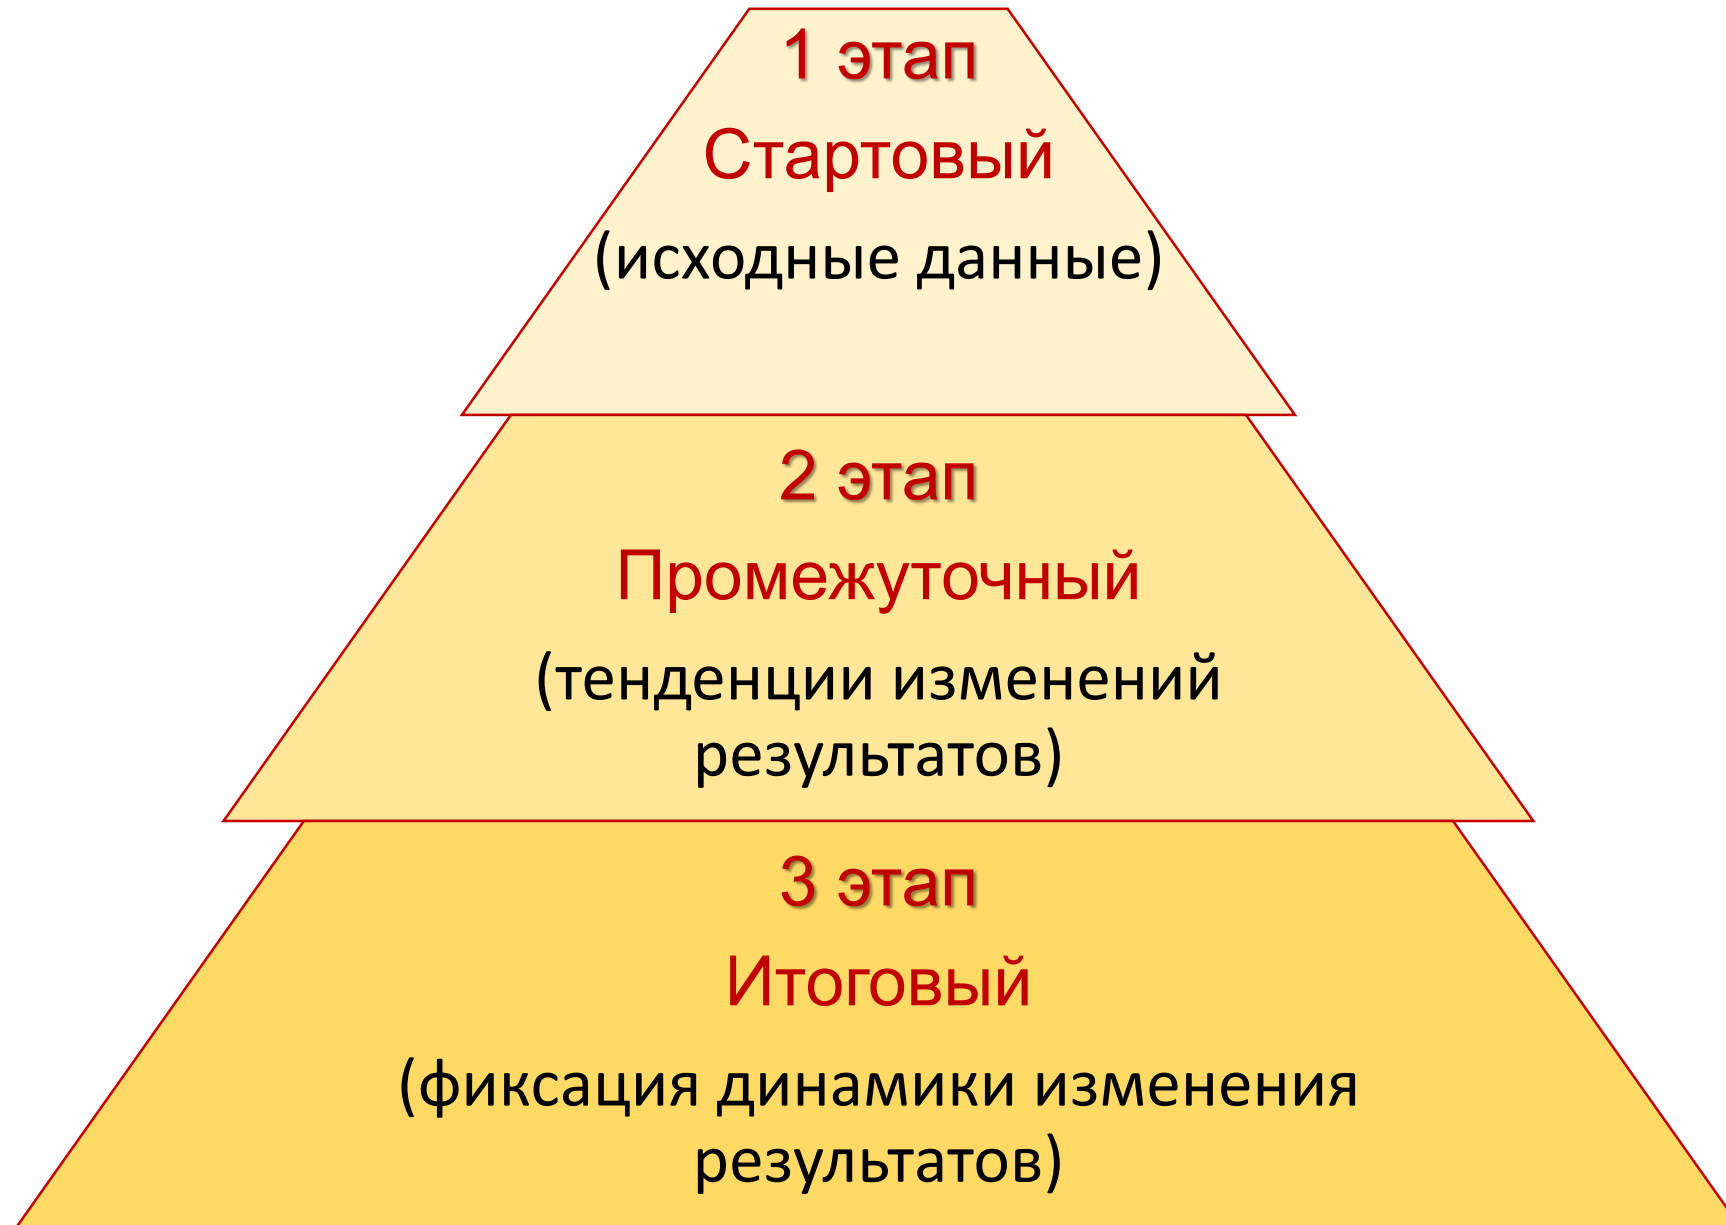 1 этап
Стартовый
(исходные данные)
2 этап
Промежуточный
(тенденции изменений
результатов)
3 этап
Итоговый
(фиксация динамики изменения
результатов)